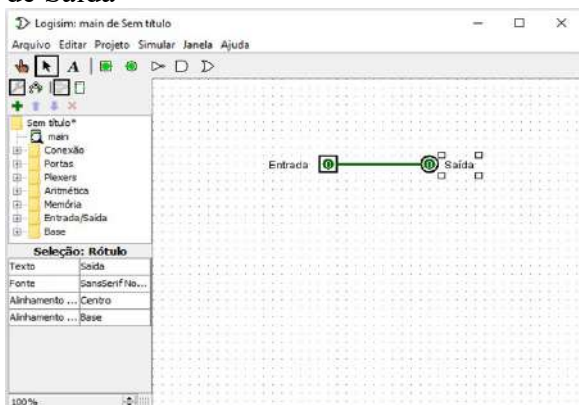 de Saída
Logisim: main de Sem título
Arquivo Editar Projeto Simular Janela Ajuda
A
Sem título*
main
Conexão
Portas
Plexers
Aritmética
Memória
Entrada/Saída
Base
Entrada 0 0 Saída
Seleção: Rótulo
Texto Saída
Fonte SansSerif No...
Alinhamento ... Centro
Alinhamento ... Base
100%